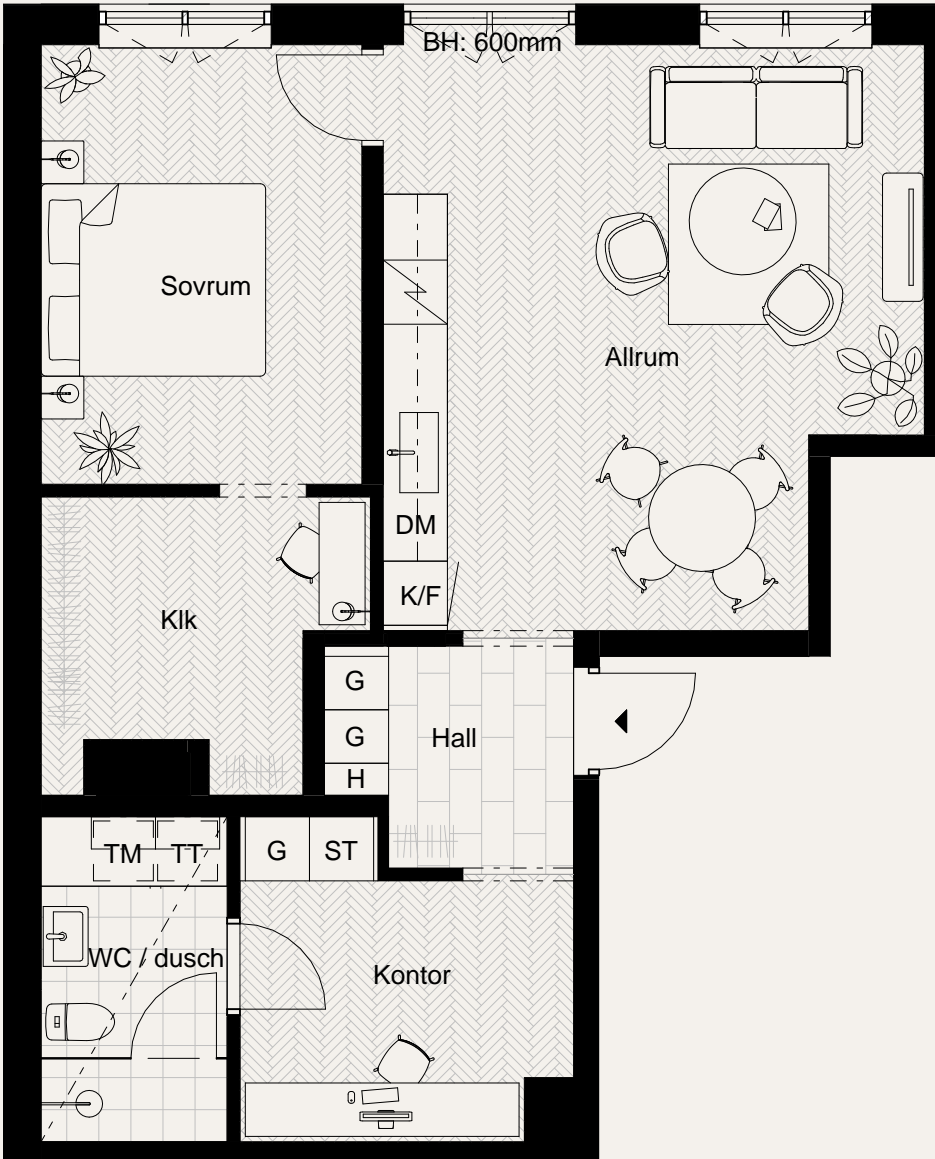 BH: 600mm
Sovrum
Allrum
DM
K/F
Klk
G
G
H
Hall
TM TT
G ST
WC / dusch
Kontor